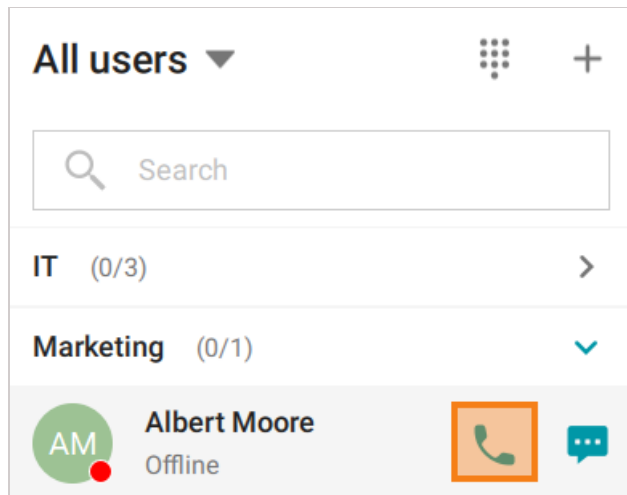 All users
Search
IT (0/3)
Marketing (0/1)
AM
Albert Moore
Offline